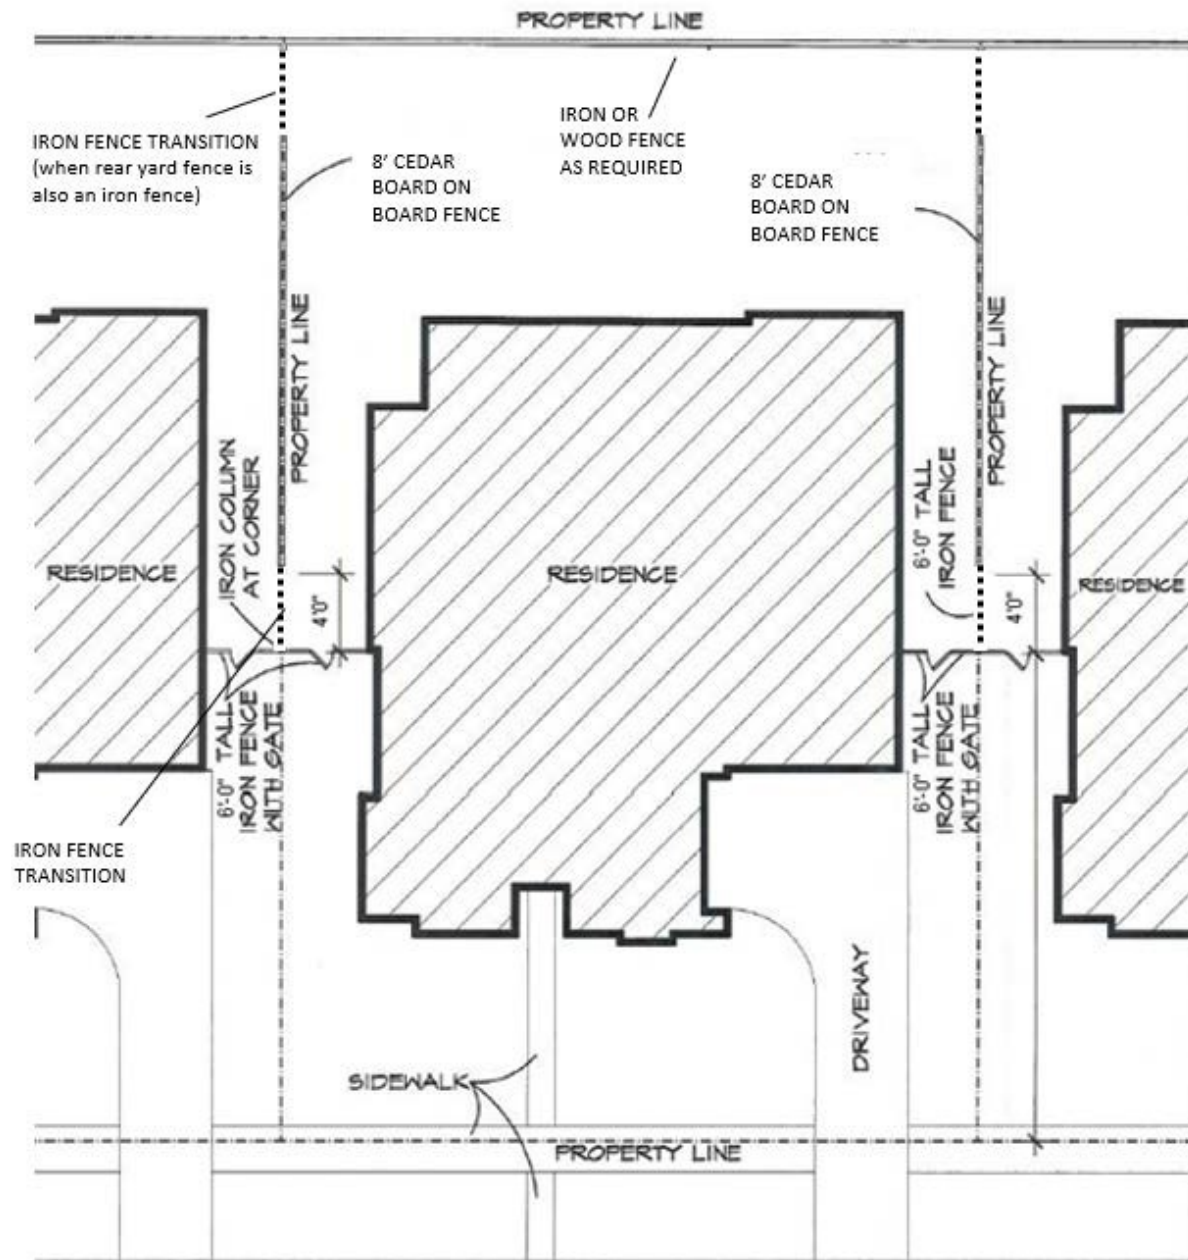 PROPERTY LINE
IRON FENCE TRANSITION
(when rear yard fence is
also an iron fence)
8' CEDAR
BOARD ON
BOARD FENCE
IRON OR
WOOD FENCE
AS REQUIRED
8' CEDAR
BOARD ON
BOARD FENCE
PROPERTY LINE
PROPERTY LINE
IRON COLUMN
AT CORNER
6'-0" TALL
IRON FENCE
RESIDENCE
RESIDENCE
RESIDENCE
4'0"
4'0"
6'-0" TALL
IRON FENCE
WITH GATE
6'-0" TALL
IRON FENCE
WITH GATE
IRON FENCE
TRANSITION
DRIVEWAY
SIDEWALK
PROPERTY LINE